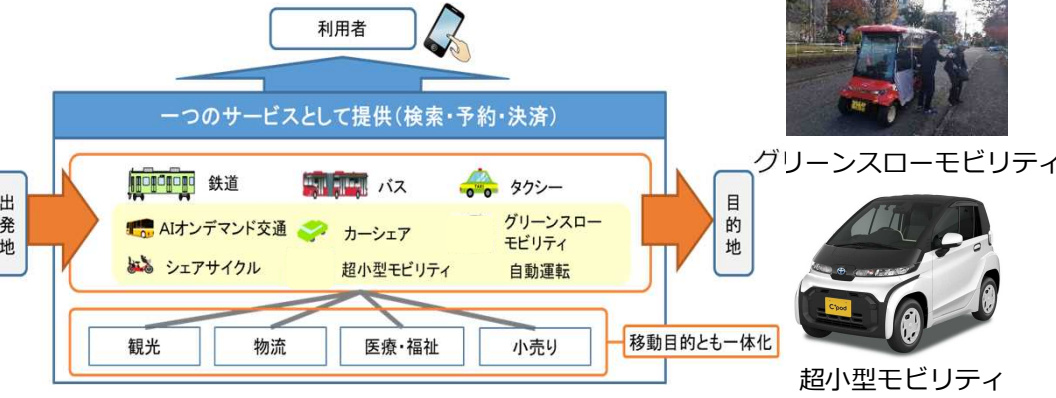 利用者
一つのサービスとして提供(検索・予約・決済)
出発地
鉄道
バス
タクシー
TAXI
AIオンデマンド交通
カーシェア
グリーンスロー
モビリティ
シェアサイクル
超小型モビリティ
自動運転
目的地
観光
物流
医療・福祉
小売り
移動目的とも一体化
グリーンスローモビリティ
C+pod
超小型モビリティ